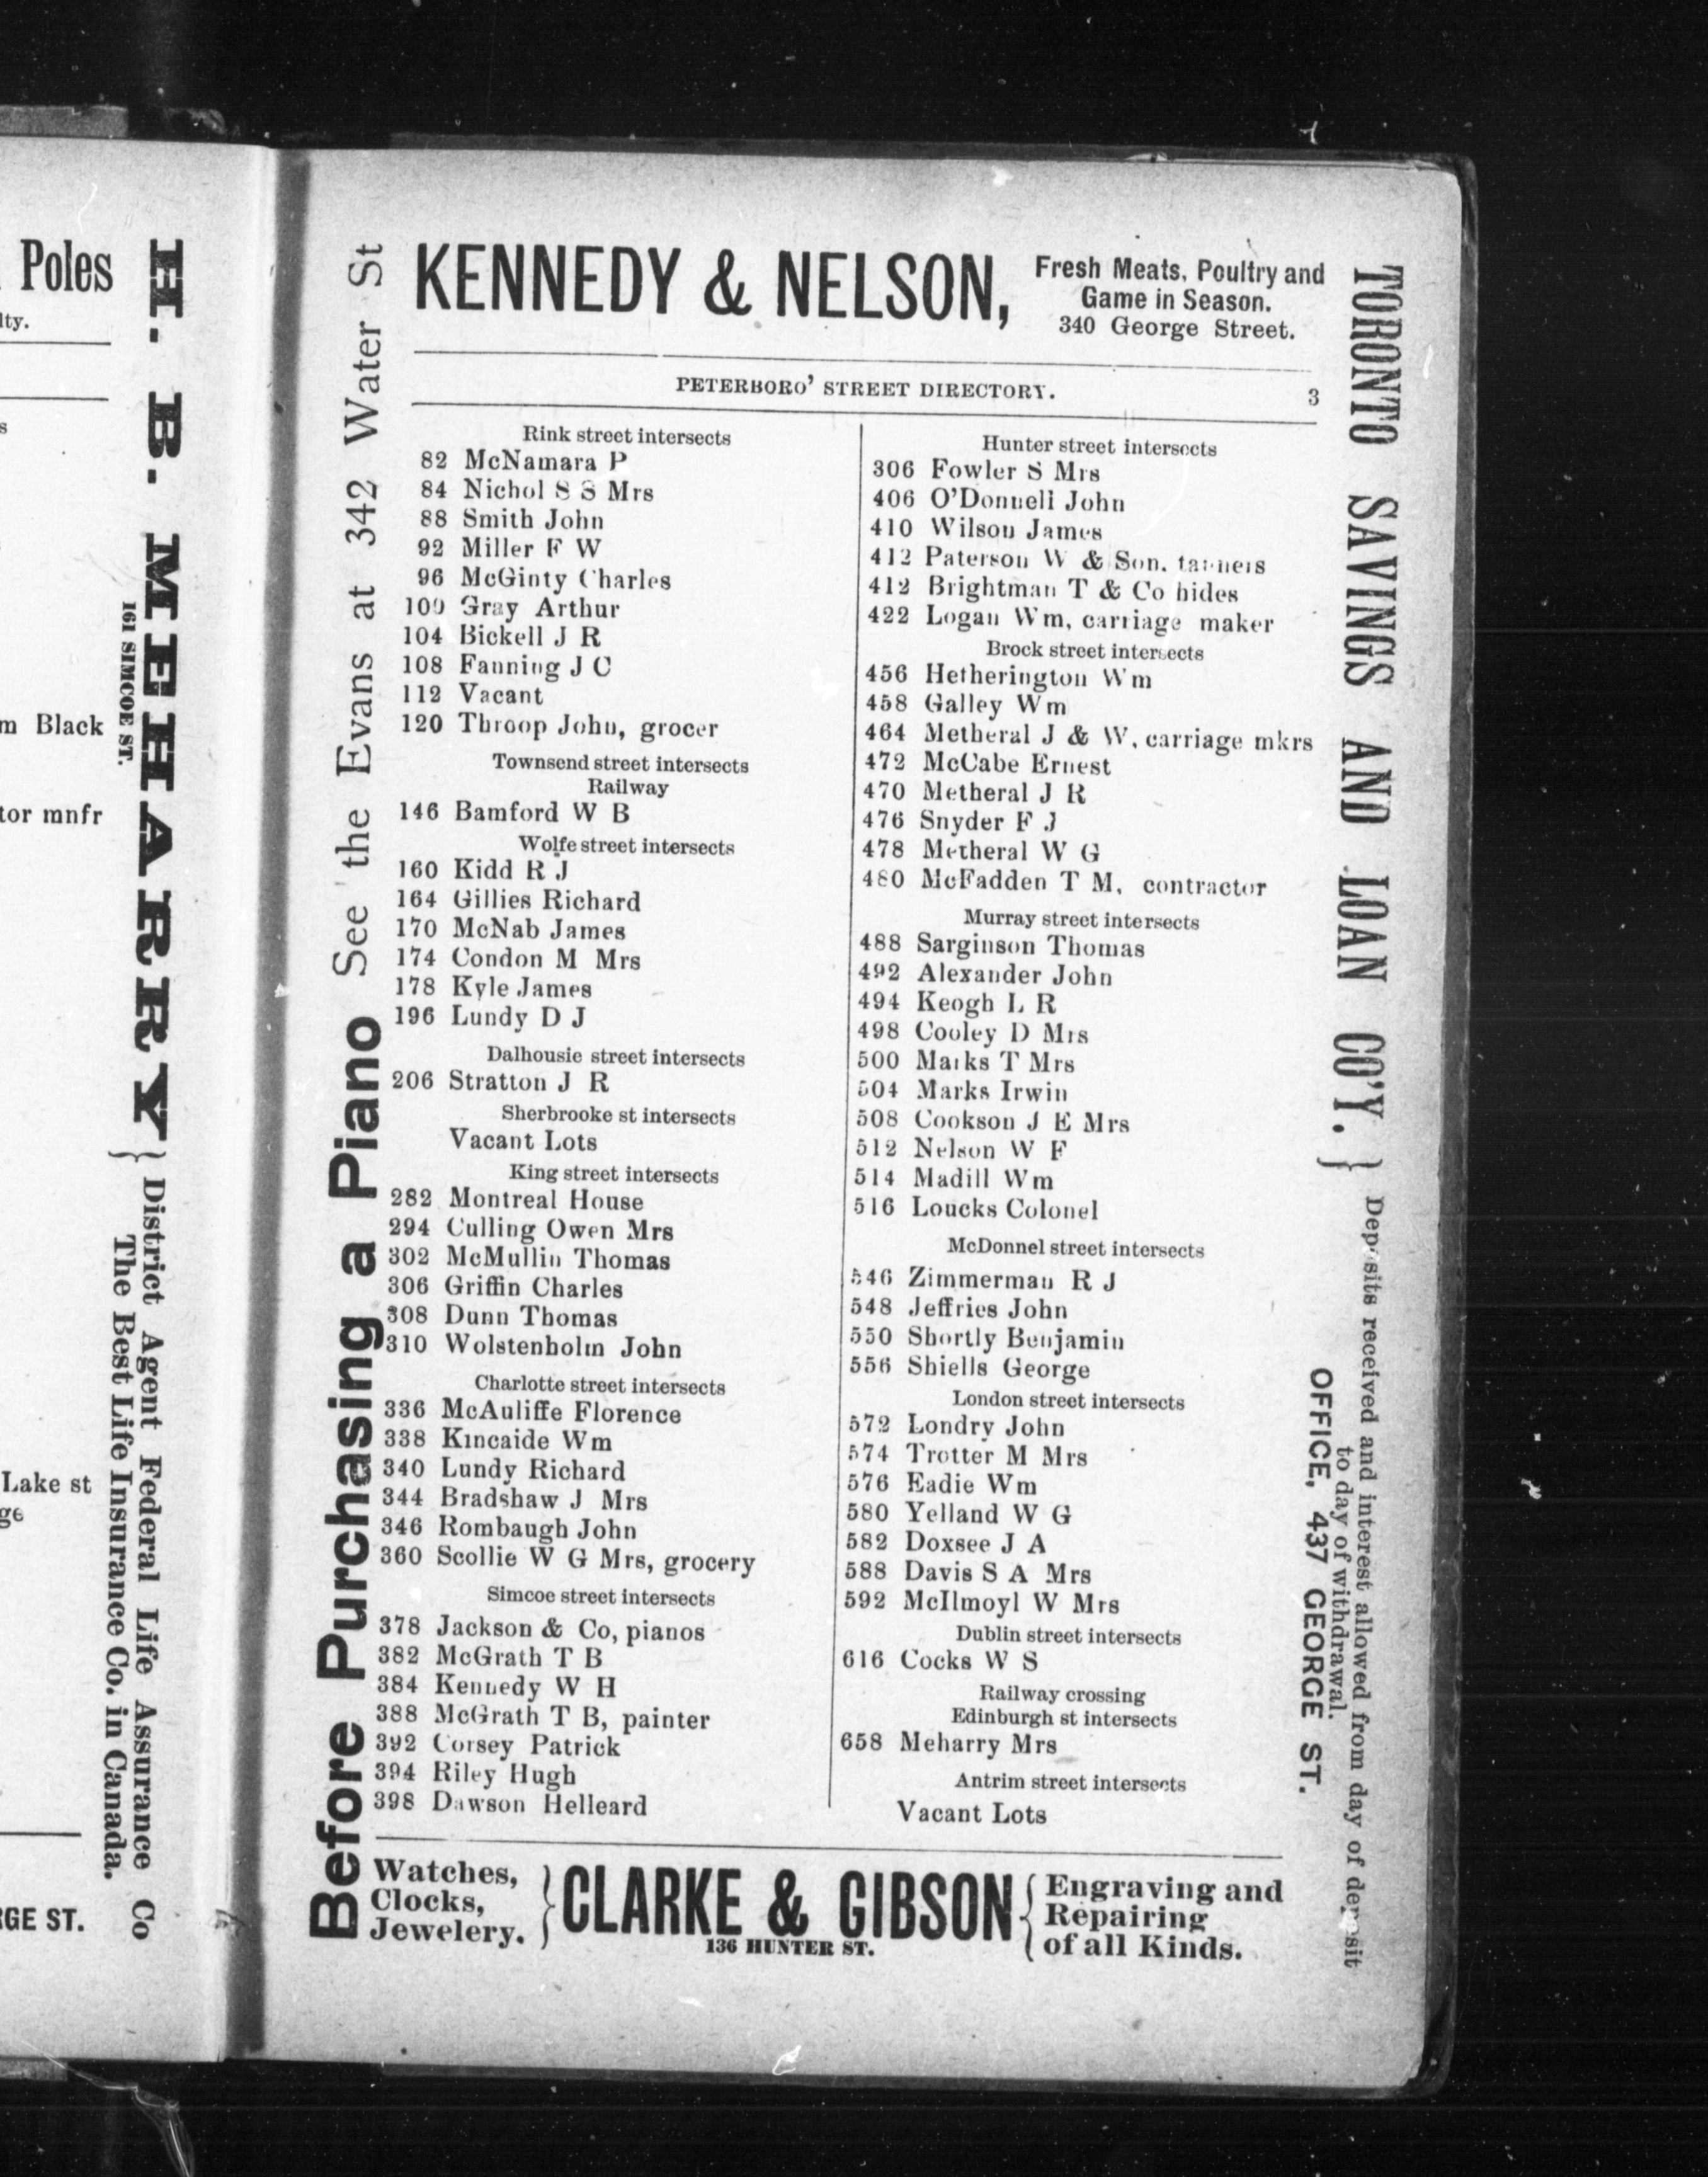 Poles
lty.
s
m Black
tor mnfr
Lake st
ge
RGE ST.
H. B. MEHARRY
161 SIMCOE ST.
District Agent Federal Life Assurance Co
The Best Life Insurance Co. in Canada.
Before Purchasing a Piano See the Evans at 342 Water St
KENNEDY & NELSON,
Fresh Meats, Poultry and
Game in Season.
340 George Street.
PETERBORO' STREET DIRECTORY. 3
Rink street intersects
82 McNamara P
84 Nichol S S Mrs
88 Smith John
92 Miller F W
96 McGinty Charles
100 Gray Arthur
104 Bickell J R
108 Fanning J C
112 Vacant
120 Throop John, grocer
Townsend street intersects
Railway
146 Bamford W B
Wolfe street intersects
160 Kidd R J
164 Gillies Richard
170 McNab James
174 Condon M Mrs
178 Kyle James
196 Lundy D J
Dalhousie street intersects
206 Stratton J R
Sherbrooke st intersects
Vacant Lots
King street intersects
282 Montreal House
294 Culling Owen Mrs
302 McMullin Thomas
306 Griffin Charles
308 Dunn Thomas
310 Wolstenholm John
Charlotte street intersects
336 McAuliffe Florence
338 Kincaide Wm
340 Lundy Richard
344 Bradshaw J Mrs
346 Rombaugh John
360 Scollie W G Mrs, grocery
Simcoe street intersects
378 Jackson & Co, pianos
382 McGrath T B
384 Kennedy W H
388 McGrath T B, painter
392 Corsey Patrick
394 Riley Hugh
398 Dawson Helleard
Hunter street intersects
306 Fowler S Mrs
406 O'Donnell John
410 Wilson James
412 Paterson W & Son, tanners
412 Brightman T & Co hides
422 Logan Wm, carriage maker
Brock street intersects
456 Hetherington Wm
458 Galley Wm
464 Metheral J & W, carriage mkrs
472 McCabe Ernest
470 Metheral J R
476 Snyder F J
478 Metheral W G
480 McFadden T M, contractor
Murray street intersects
488 Sarginson Thomas
492 Alexander John
494 Keogh L R
498 Cooley D Mrs
500 Marks T Mrs
504 Marks Irwin
508 Cookson J E Mrs
512 Nelson W F
514 Madill Wm
516 Loucks Colonel
McDonnel street intersects
546 Zimmerman R J
548 Jeffries John
550 Shortly Benjamin
556 Shiells George
London street intersects
572 Londry John
574 Trotter M Mrs
576 Eadie Wm
580 Yelland W G
582 Doxsee J A
588 Davis S A Mrs
592 McIlmoyl W Mrs
Dublin street intersects
616 Cocks W S
Railway crossing
Edinburgh st intersects
658 Meharry Mrs
Antrim street intersects
Vacant Lots
Watches,
Clocks,
Jewelery.
CLARKE & GIBSON
136 HUNTER ST.
Engraving and
Repairing
of all Kinds.
TORONTO SAVINGS AND LOAN CO'Y.
Deposits received and interest allowed from day of deposit
to day of withdrawal.
OFFICE, 437 GEORGE ST.